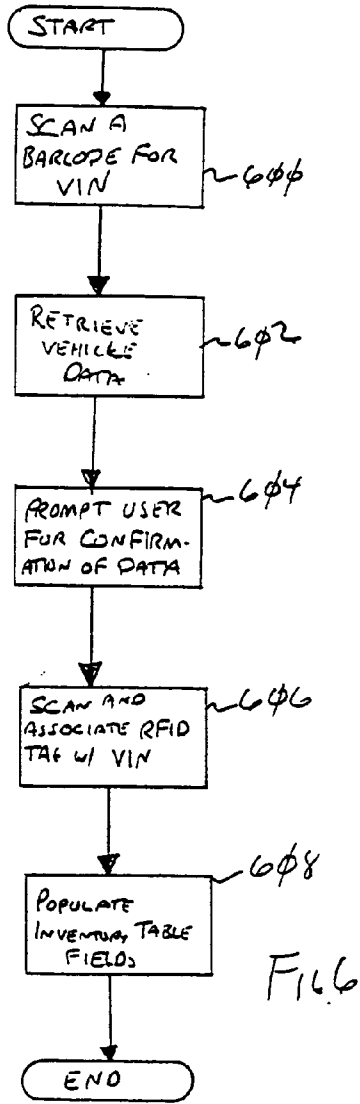 START
SCAN A
BARCODE FOR
VIN
600
RETRIEVE
VEHICLE
DATA
602
PROMPT USER
FOR CONFIRM-
ATION OF DATA
604
SCAN AND
ASSOCIATE RFID
TAG W/ VIN
606
POPULATE
INVENTORY TABLE
FIELDS
608
FIG 6
END